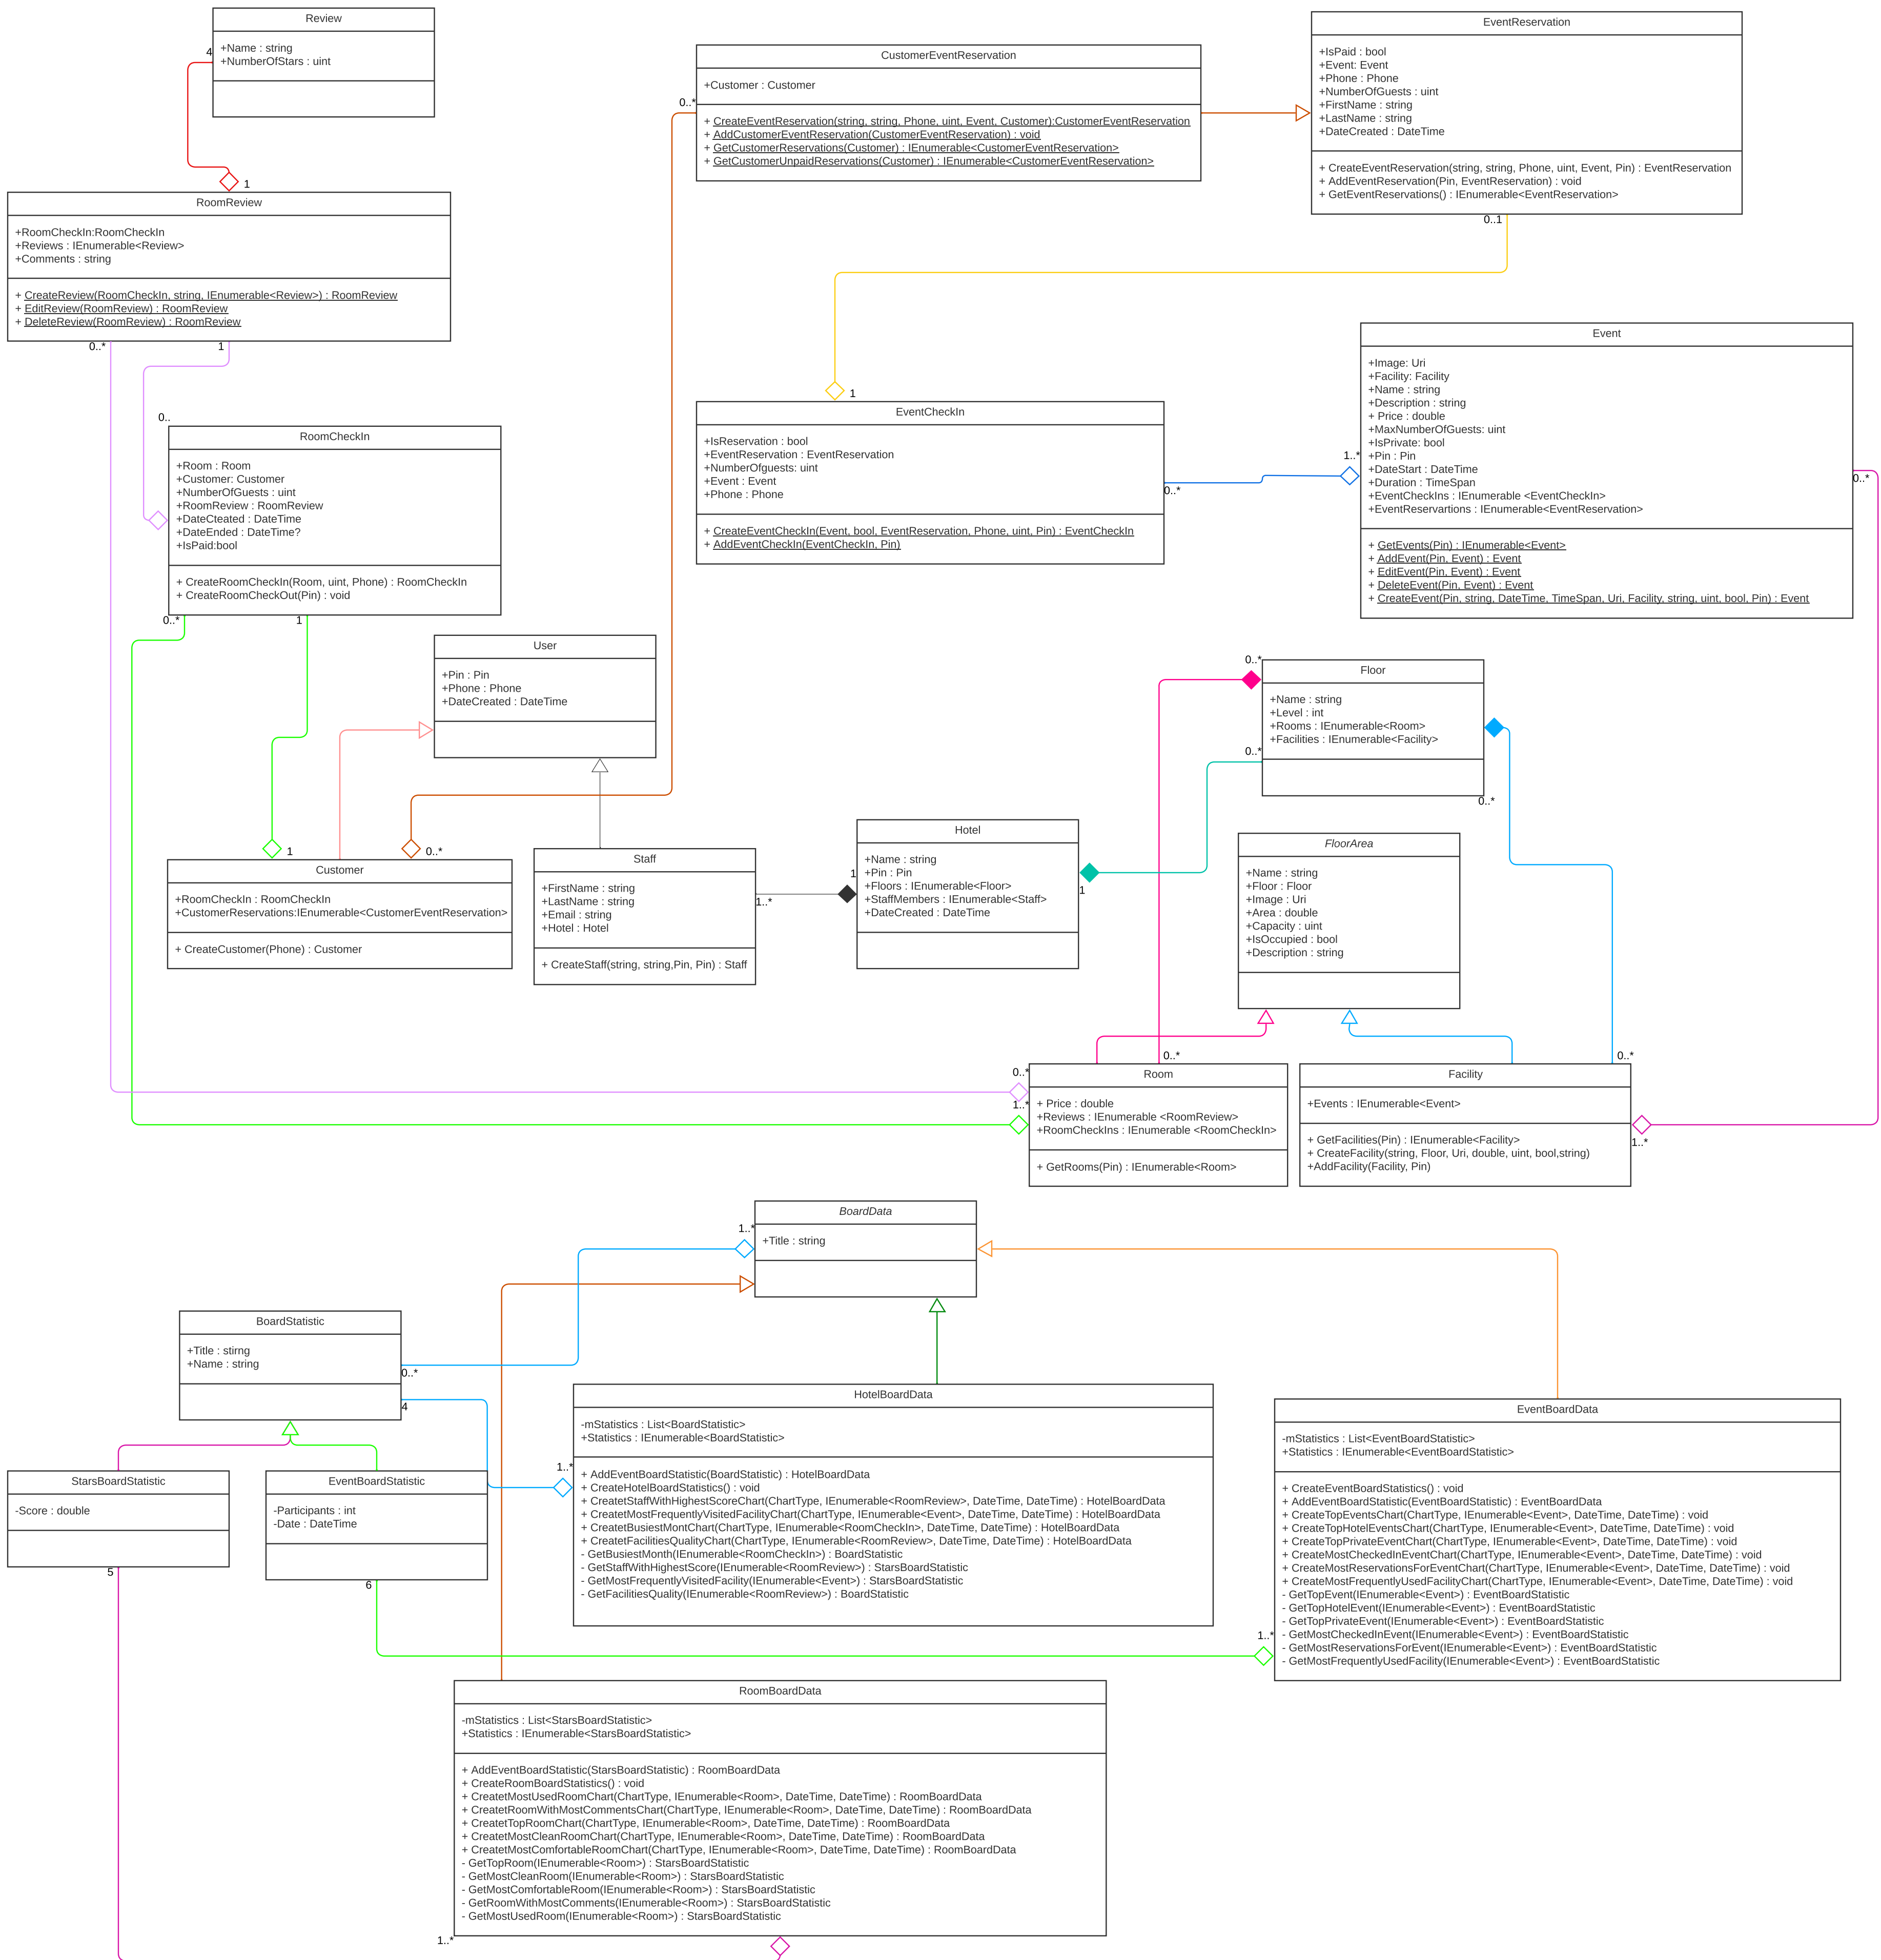 Review
+Name : string
+NumberOfStars : uint
4
1
RoomReview
+RoomCheckIn:RoomCheckIn
+Reviews : IEnumerable<Review>
+Comments : string
+ CreateReview(RoomCheckIn, string, IEnumerable<Review>) : RoomReview
+ EditReview(RoomReview) : RoomReview
+ DeleteReview(RoomReview) : RoomReview
0..*
1
CustomerEventReservation
+Customer : Customer
+ CreateEventReservation(string, string, Phone, uint, Event, Customer):CustomerEventReservation
+ AddCustomerEventReservation(CustomerEventReservation) : void
+ GetCustomerReservations(Customer) : IEnumerable<CustomerEventReservation>
+ GetCustomerUnpaidReservations(Customer) : IEnumerable<CustomerEventReservation>
0..*
EventReservation
+IsPaid : bool
+Event: Event
+Phone : Phone
+NumberOfGuests : uint
+FirstName : string
+LastName : string
+DateCreated : DateTime
+ CreateEventReservation(string, string, Phone, uint, Event, Pin) : EventReservation
+ AddEventReservation(Pin, EventReservation) : void
+ GetEventReservations() : IEnumerable<EventReservation>
0..1
1
EventCheckIn
+IsReservation : bool
+EventReservation : EventReservation
+NumberOfguests: uint
+Event : Event
+Phone : Phone
+ CreateEventCheckIn(Event, bool, EventReservation, Phone, uint, Pin) : EventCheckIn
+ AddEventCheckIn(EventCheckIn, Pin)
0..*
1..*
Event
+Image: Uri
+Facility: Facility
+Name : string
+Description : string
+ Price : double
+MaxNumberOfGuests: uint
+IsPrivate: bool
+Pin : Pin
+DateStart : DateTime
+Duration : TimeSpan
+EventCheckIns : IEnumerable <EventCheckIn>
+EventReservartions : IEnumerable<EventReservation>
+ GetEvents(Pin) : IEnumerable<Event>
+ AddEvent(Pin, Event) : Event
+ EditEvent(Pin, Event) : Event
+ DeleteEvent(Pin, Event) : Event
+ CreateEvent(Pin, string, DateTime, TimeSpan, Uri, Facility, string, uint, bool, Pin) : Event
0..*
0..
RoomCheckIn
+Room : Room
+Customer: Customer
+NumberOfGuests : uint
+RoomReview : RoomReview
+DateCteated : DateTime
+DateEnded : DateTime?
+IsPaid:bool
+ CreateRoomCheckIn(Room, uint, Phone) : RoomCheckIn
+ CreateRoomCheckOut(Pin) : void
0..*
1
User
+Pin : Pin
+Phone : Phone
+DateCreated : DateTime
1
0..*
Customer
+RoomCheckIn : RoomCheckIn
+CustomerReservations:IEnumerable<CustomerEventReservation>
+ CreateCustomer(Phone) : Customer
Staff
+FirstName : string
+LastName : string
+Email : string
+Hotel : Hotel
+ CreateStaff(string, string,Pin, Pin) : Staff
1..*
1
Hotel
+Name : string
+Pin : Pin
+Floors : IEnumerable<Floor>
+StaffMembers : IEnumerable<Staff>
+DateCreated : DateTime
1
0..*
Floor
+Name : string
+Level : int
+Rooms : IEnumerable<Room>
+Facilities : IEnumerable<Facility>
0..*
0..*
FloorArea
+Name : string
+Floor : Floor
+Image : Uri
+Area : double
+Capacity : uint
+IsOccupied : bool
+Description : string
0..*
0..*
0..*
1..*
Room
+ Price : double
+Reviews : IEnumerable <RoomReview>
+RoomCheckIns : IEnumerable <RoomCheckIn>
+ GetRooms(Pin) : IEnumerable<Room>
Facility
+Events : IEnumerable<Event>
+ GetFacilities(Pin) : IEnumerable<Facility>
+ CreateFacility(string, Floor, Uri, double, uint, bool,string)
+AddFacility(Facility, Pin)
1..*
BoardData
+Title : string
1..*
BoardStatistic
+Title : stirng
+Name : string
0..*
4
StarsBoardStatistic
-Score : double
5
EventBoardStatistic
-Participants : int
-Date : DateTime
6
1..*
HotelBoardData
-mStatistics : List<BoardStatistic>
+Statistics : IEnumerable<BoardStatistic>
+ AddEventBoardStatistic(BoardStatistic) : HotelBoardData
+ CreateHotelBoardStatistics() : void
+ CreatetStaffWithHighestScoreChart(ChartType, IEnumerable<RoomReview>, DateTime, DateTime) : HotelBoardData
+ CreatetMostFrequentlyVisitedFacilityChart(ChartType, IEnumerable<Event>, DateTime, DateTime) : HotelBoardData
+ CreatetBusiestMontChart(ChartType, IEnumerable<RoomCheckIn>, DateTime, DateTime) : HotelBoardData
+ CreatetFacilitiesQualityChart(ChartType, IEnumerable<RoomReview>, DateTime, DateTime) : HotelBoardData
- GetBusiestMonth(IEnumerable<RoomCheckIn>) : BoardStatistic
- GetStaffWithHighestScore(IEnumerable<RoomReview>) : StarsBoardStatistic
- GetMostFrequentlyVisitedFacility(IEnumerable<Event>) : StarsBoardStatistic
- GetFacilitiesQuality(IEnumerable<RoomReview>) : BoardStatistic
EventBoardData
-mStatistics : List<EventBoardStatistic>
+Statistics : IEnumerable<EventBoardStatistic>
+ CreateEventBoardStatistics() : void
+ AddEventBoardStatistic(EventBoardStatistic) : EventBoardData
+ CreateTopEventsChart(ChartType, IEnumerable<Event>, DateTime, DateTime) : void
+ CreateTopHotelEventsChart(ChartType, IEnumerable<Event>, DateTime, DateTime) : void
+ CreateTopPrivateEventChart(ChartType, IEnumerable<Event>, DateTime, DateTime) : void
+ CreateMostCheckedInEventChart(ChartType, IEnumerable<Event>, DateTime, DateTime) : void
+ CreateMostReservationsForEventChart(ChartType, IEnumerable<Event>, DateTime, DateTime) : void
+ CreateMostFrequentlyUsedFacilityChart(ChartType, IEnumerable<Event>, DateTime, DateTime) : void
- GetTopEvent(IEnumerable<Event>) : EventBoardStatistic
- GetTopHotelEvent(IEnumerable<Event>) : EventBoardStatistic
- GetTopPrivateEvent(IEnumerable<Event>) : EventBoardStatistic
- GetMostCheckedInEvent(IEnumerable<Event>) : EventBoardStatistic
- GetMostReservationsForEvent(IEnumerable<Event>) : EventBoardStatistic
- GetMostFrequentlyUsedFacility(IEnumerable<Event>) : EventBoardStatistic
1..*
RoomBoardData
-mStatistics : List<StarsBoardStatistic>
+Statistics : IEnumerable<StarsBoardStatistic>
+ AddEventBoardStatistic(StarsBoardStatistic) : RoomBoardData
+ CreateRoomBoardStatistics() : void
+ CreatetMostUsedRoomChart(ChartType, IEnumerable<Room>, DateTime, DateTime) : RoomBoardData
+ CreatetRoomWithMostCommentsChart(ChartType, IEnumerable<Room>, DateTime, DateTime) : RoomBoardData
+ CreatetTopRoomChart(ChartType, IEnumerable<Room>, DateTime, DateTime) : RoomBoardData
+ CreatetMostCleanRoomChart(ChartType, IEnumerable<Room>, DateTime, DateTime) : RoomBoardData
+ CreatetMostComfortableRoomChart(ChartType, IEnumerable<Room>, DateTime, DateTime) : RoomBoardData
- GetTopRoom(IEnumerable<Room>) : StarsBoardStatistic
- GetMostCleanRoom(IEnumerable<Room>) : StarsBoardStatistic
- GetMostComfortableRoom(IEnumerable<Room>) : StarsBoardStatistic
- GetRoomWithMostComments(IEnumerable<Room>) : StarsBoardStatistic
- GetMostUsedRoom(IEnumerable<Room>) : StarsBoardStatistic
1..*